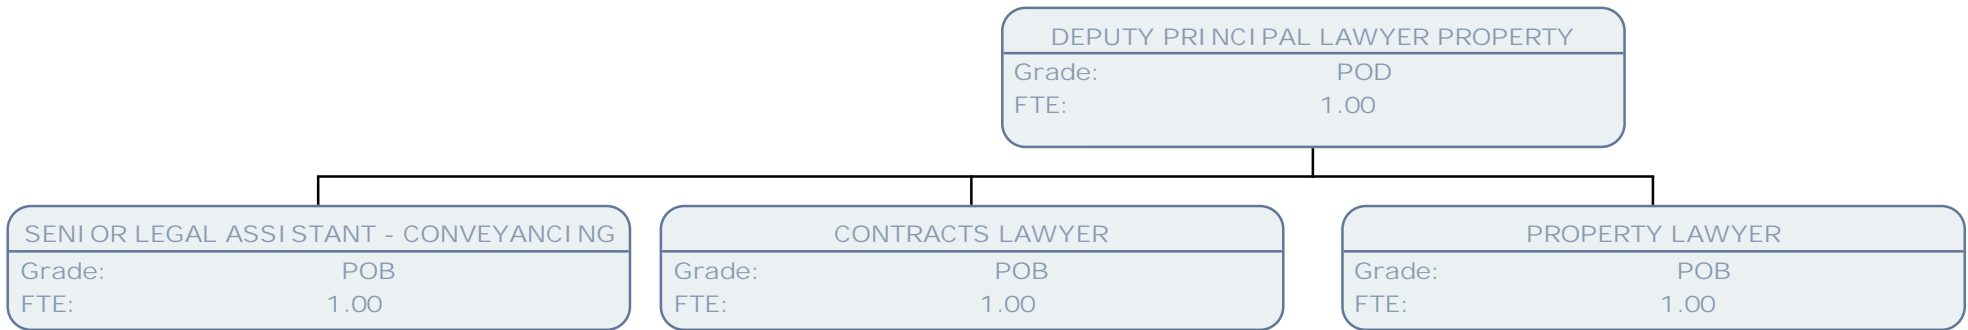 DEPUTY PRINCIPAL LAWYER PROPERTY
Grade: POD
FTE: 1.00
SENIOR LEGAL ASSISTANT - CONVEYANCING
Grade: POB
FTE: 1.00
CONTRACTS LAWYER
Grade: POB
FTE: 1.00
PROPERTY LAWYER
Grade: POB
FTE: 1.00